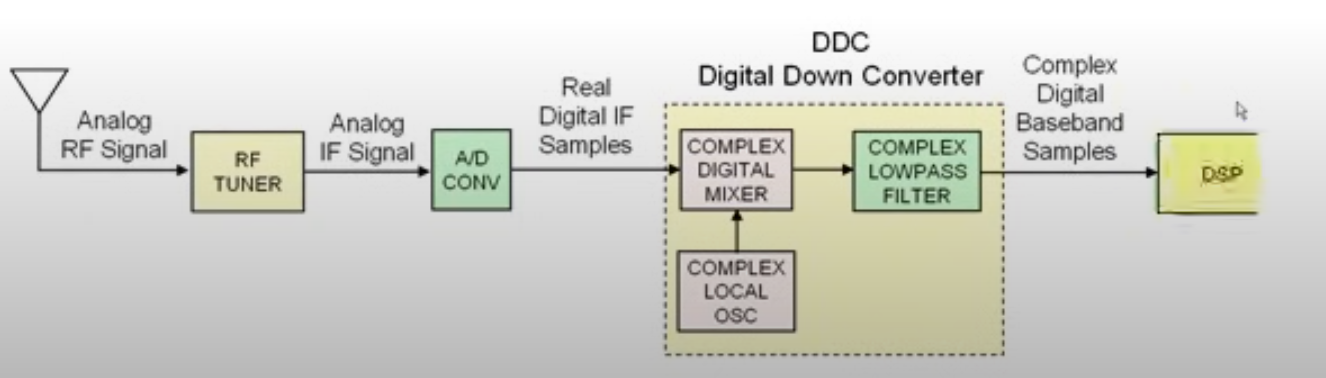 DDC
Digital Down Converter
Analog
RF Signal
RF
TUNER
Analog
IF Signal
A/D
CONV
Real
Digital IF
Samples
COMPLEX
DIGITAL
MIXER
COMPLEX
LOCAL
OSC
COMPLEX
LOWPASS
FILTER
Complex
Digital
Baseband
Samples
DSP